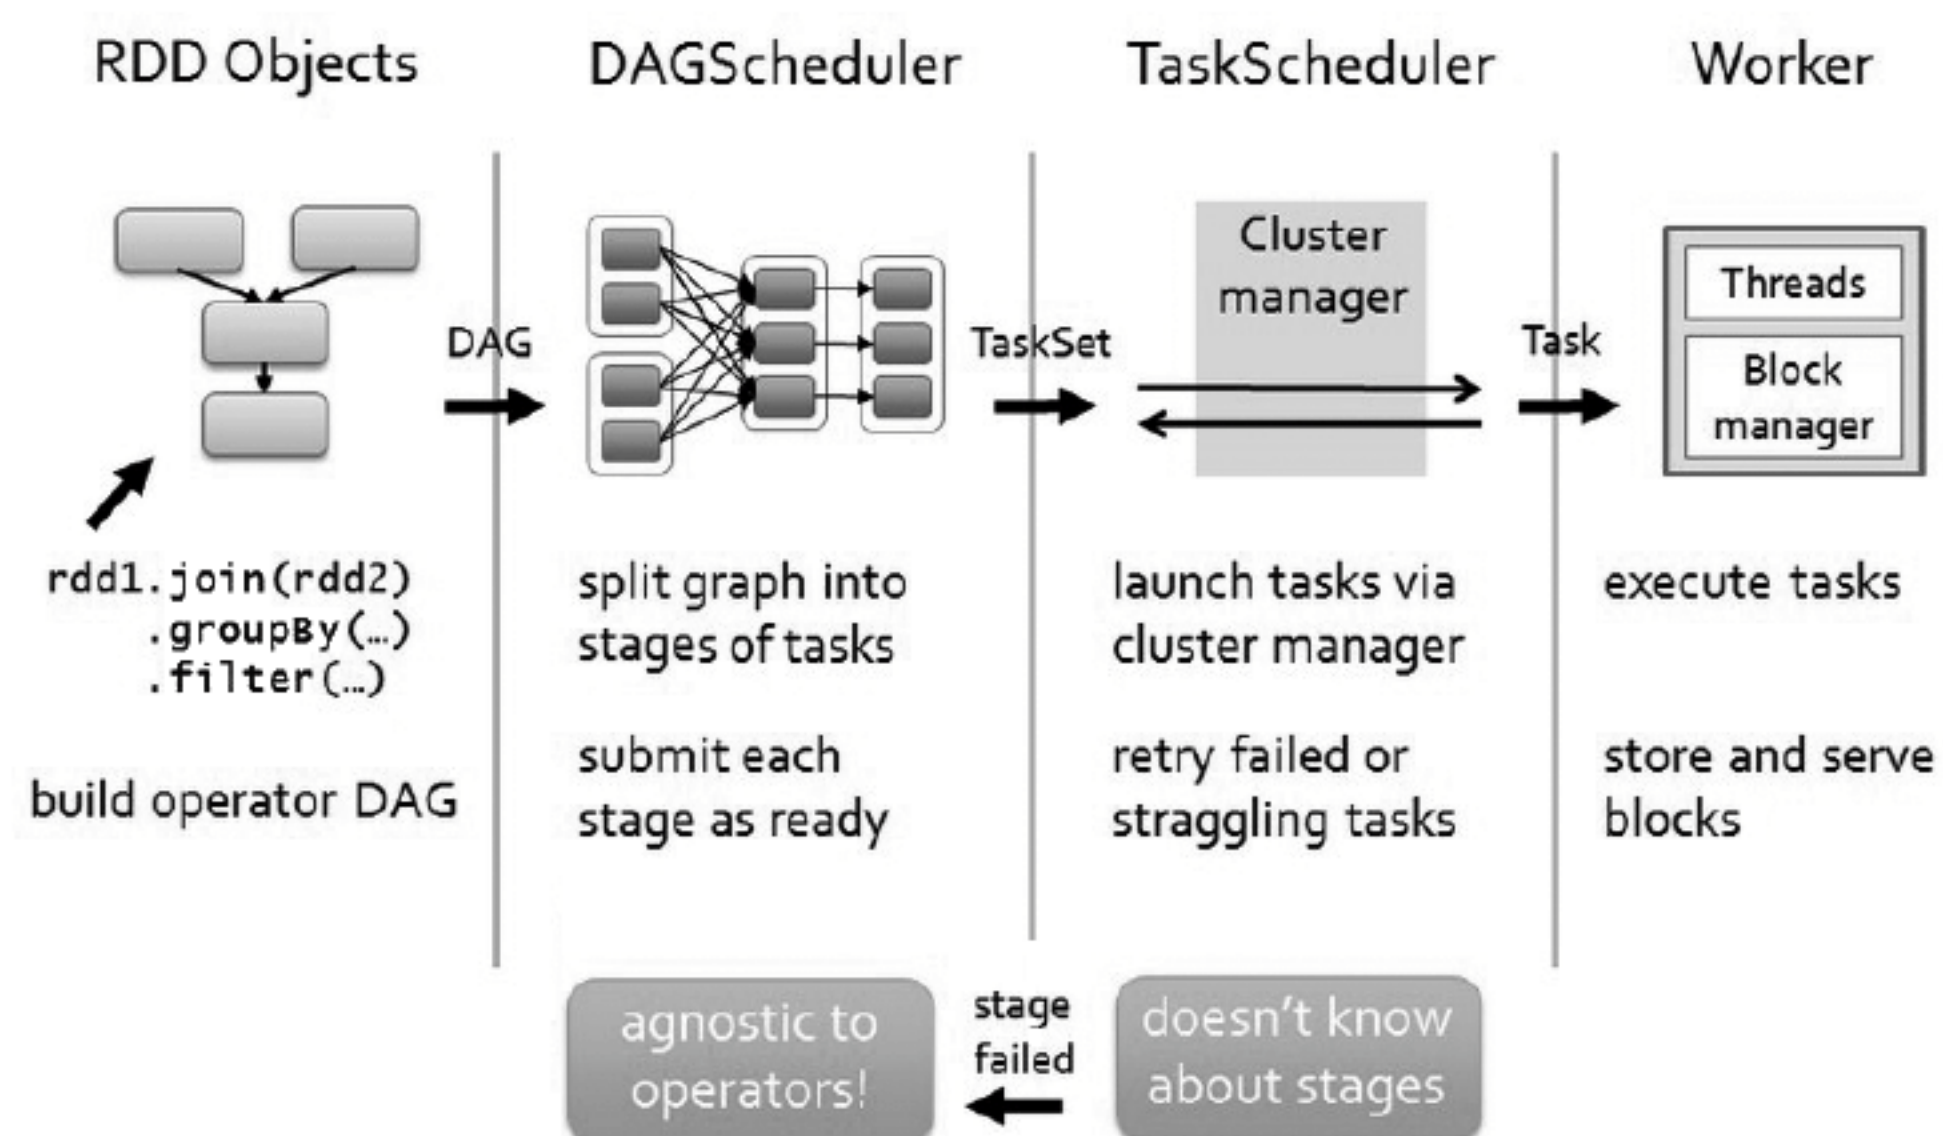 RDD Objects
DAGScheduler
TaskScheduler
Worker
DAG
TaskSet
Cluster
manager
Task
Threads
Block
manager
rdd1.join(rdd2)
.groupBy(…)
.filter(…)
build operator DAG
split graph into
stages of tasks
submit each
stage as ready
launch tasks via
cluster manager
retry failed or
straggling tasks
execute tasks
store and serve
blocks
agnostic to
operators!
stage
failed
doesn't know
about stages